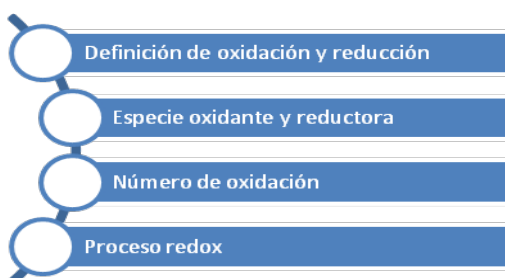 Definición de oxidación y reducción
Especie oxidante y reductora
Número de oxidación
Proceso redox